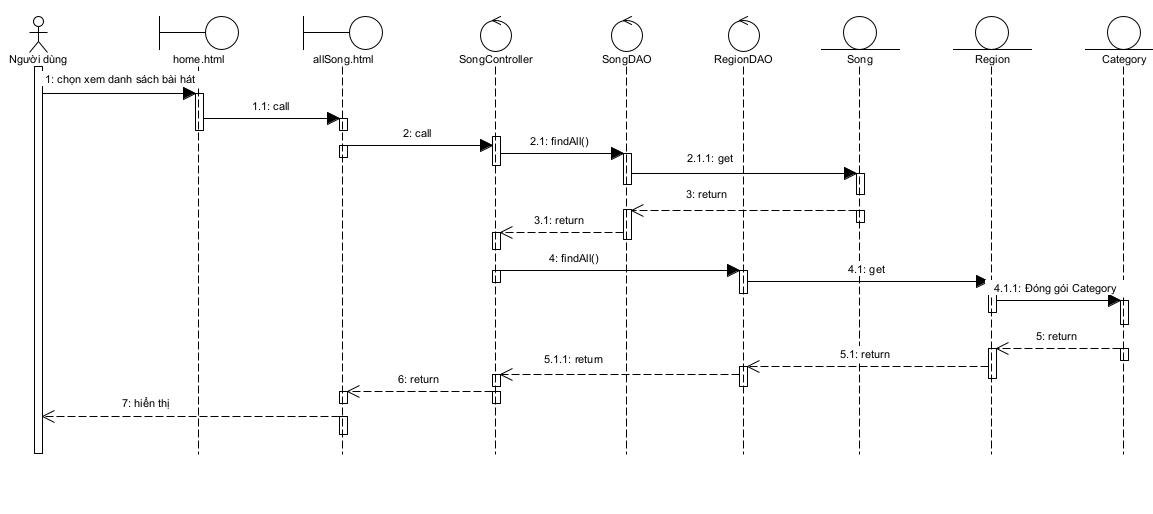 Người dùng
home.html
allSong.html
SongController
SongDAO
RegionDAO
Song
Region
Category
1: chọn xem danh sách bài hát
1.1: call
2: call
2.1: findAll()
2.1.1: get
3: return
3.1: return
4: findAll()
4.1: get
4.1.1: Đóng gói Category
5: return
5.1: return
5.1.1: return
6: return
7: hiển thị